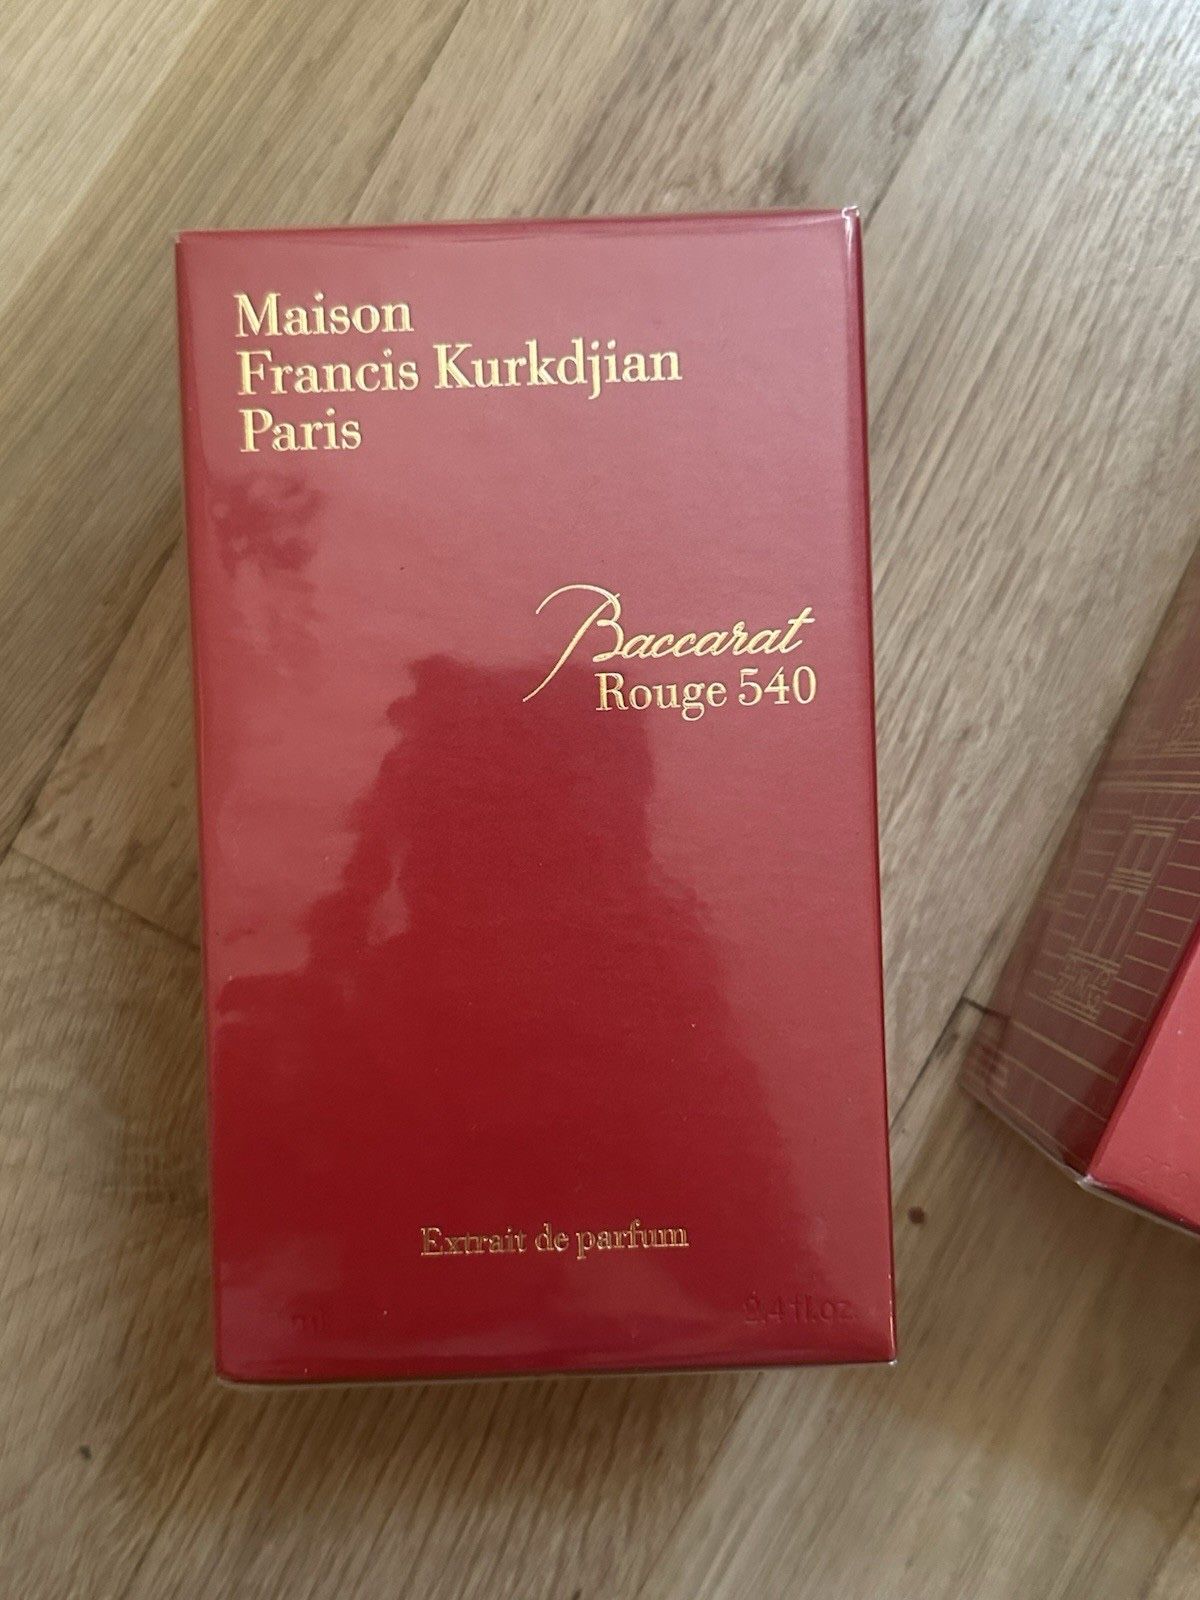 Maison
Francis Kurkdjian
Paris
Baccarat
Rouge 540
Extrait de parfum
2,4 fl.oz.